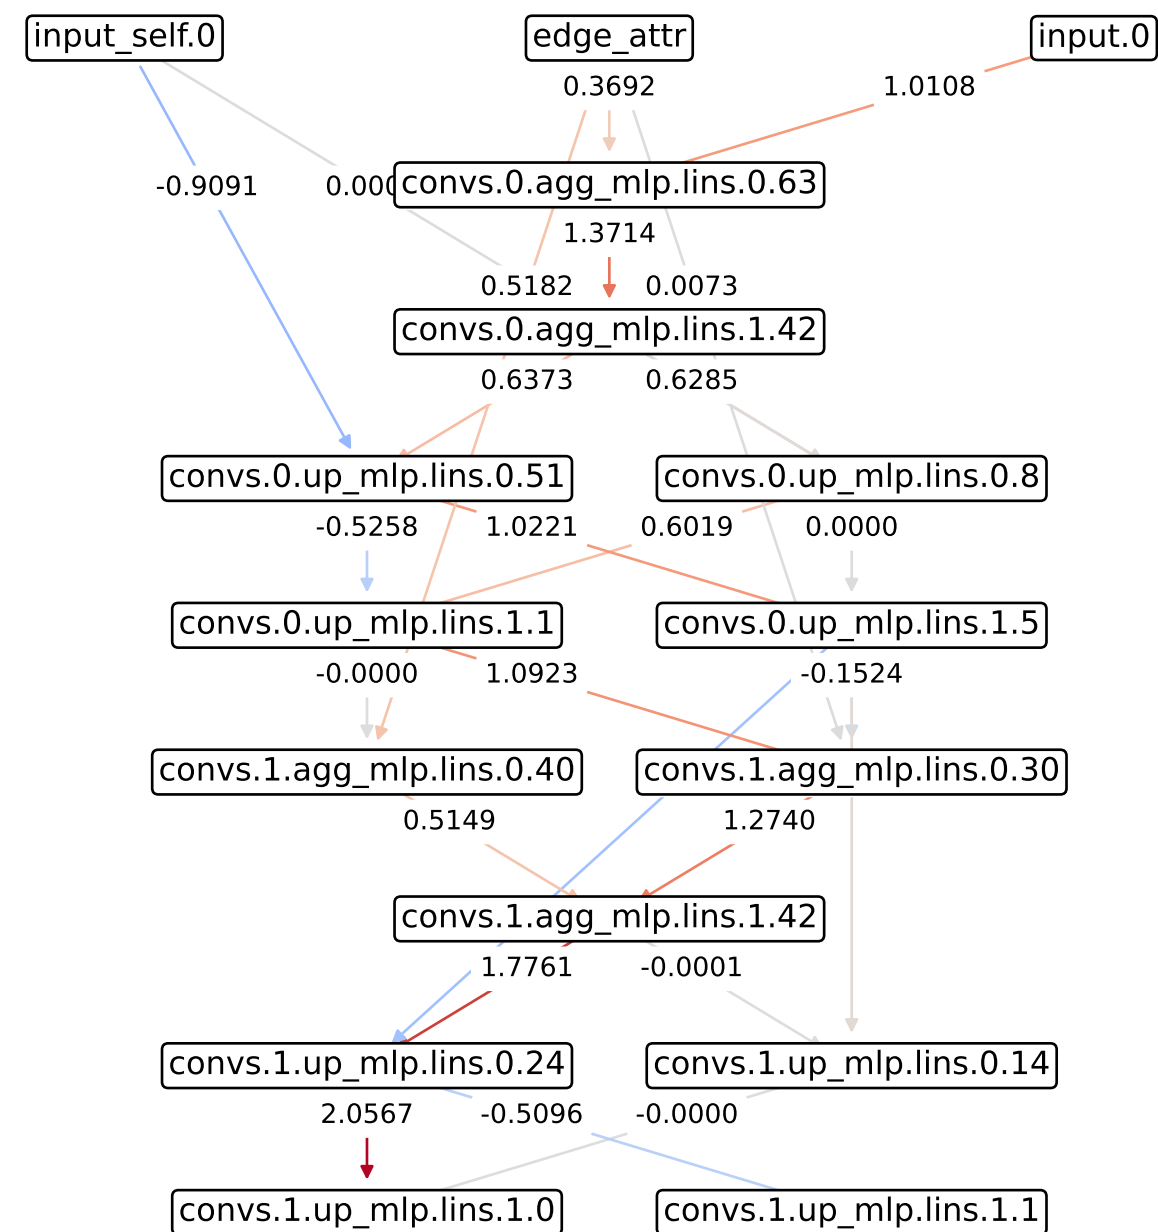 input_self.0 edge_attr input.0
0.3692 1.0108
-0.9091 0.000 convs.0.agg_mlp.lins.0.63
1.3714
0.5182 0.0073
convs.0.agg_mlp.lins.1.42
0.6373 0.6285
convs.0.up_mlp.lins.0.51 convs.0.up_mlp.lins.0.8
-0.5258 1.0221 0.6019 0.0000
convs.0.up_mlp.lins.1.1 convs.0.up_mlp.lins.1.5
-0.0000 1.0923 -0.1524
convs.1.agg_mlp.lins.0.40 convs.1.agg_mlp.lins.0.30
0.5149 1.2740
convs.1.agg_mlp.lins.1.42
1.7761 -0.0001
convs.1.up_mlp.lins.0.24 convs.1.up_mlp.lins.0.14
2.0567 -0.5096 -0.0000
convs.1.up_mlp.lins.1.0 convs.1.up_mlp.lins.1.1